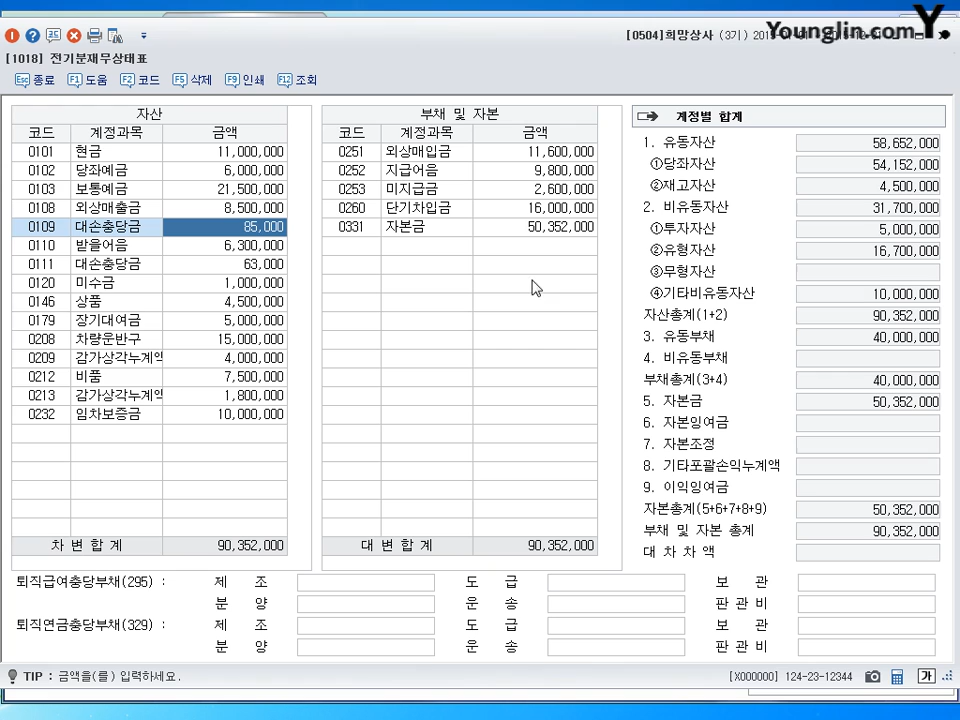 Younglin.com Y.
[0504]희망상사 (3기)
[1018] 전기분재무상태표
Esc 종료 F1 도움 F2 코드 F5 삭제 F9 인쇄 F12 조회
자산
코드 계정과목 금액
0101 현금 11,000,000
0102 당좌예금 6,000,000
0103 보통예금 21,500,000
0108 외상매출금 8,500,000
0109 대손충당금 85,000
0110 받을어음 6,300,000
0111 대손충당금 63,000
0120 미수금 1,000,000
0146 상품 4,500,000
0179 장기대여금 5,000,000
0208 차량운반구 15,000,000
0209 감가상각누계액 4,000,000
0212 비품 7,500,000
0213 감가상각누계액 1,800,000
0232 임차보증금 10,000,000
차 변 합 계 90,352,000
부채 및 자본
코드 계정과목 금액
0251 외상매입금 11,600,000
0252 지급어음 9,800,000
0253 미지급금 2,600,000
0260 단기차입금 16,000,000
0331 자본금 50,352,000
대 변 합 계 90,352,000
계정별 합계
1. 유동자산 58,652,000
①당좌자산 54,152,000
②재고자산 4,500,000
2. 비유동자산 31,700,000
①투자자산 5,000,000
②유형자산 16,700,000
③무형자산
④기타비유동자산 10,000,000
자산총계(1+2) 90,352,000
3. 유동부채 40,000,000
4. 비유동부채
부채총계(3+4) 40,000,000
5. 자본금 50,352,000
6. 자본잉여금
7. 자본조정
8. 기타포괄손익누계액
9. 이익잉여금
자본총계(5+6+7+8+9) 50,352,000
부채 및 자본 총계 90,352,000
대 차 차 액
퇴직급여충당부채(295) : 제 조 도 급 보 관
분 양 운 송 판 관 비
퇴직연금충당부채(329) : 제 조 도 급 보 관
분 양 운 송 판 관 비
TIP : 금액을(를) 입력하세요. [X000000] 124-23-12344 가